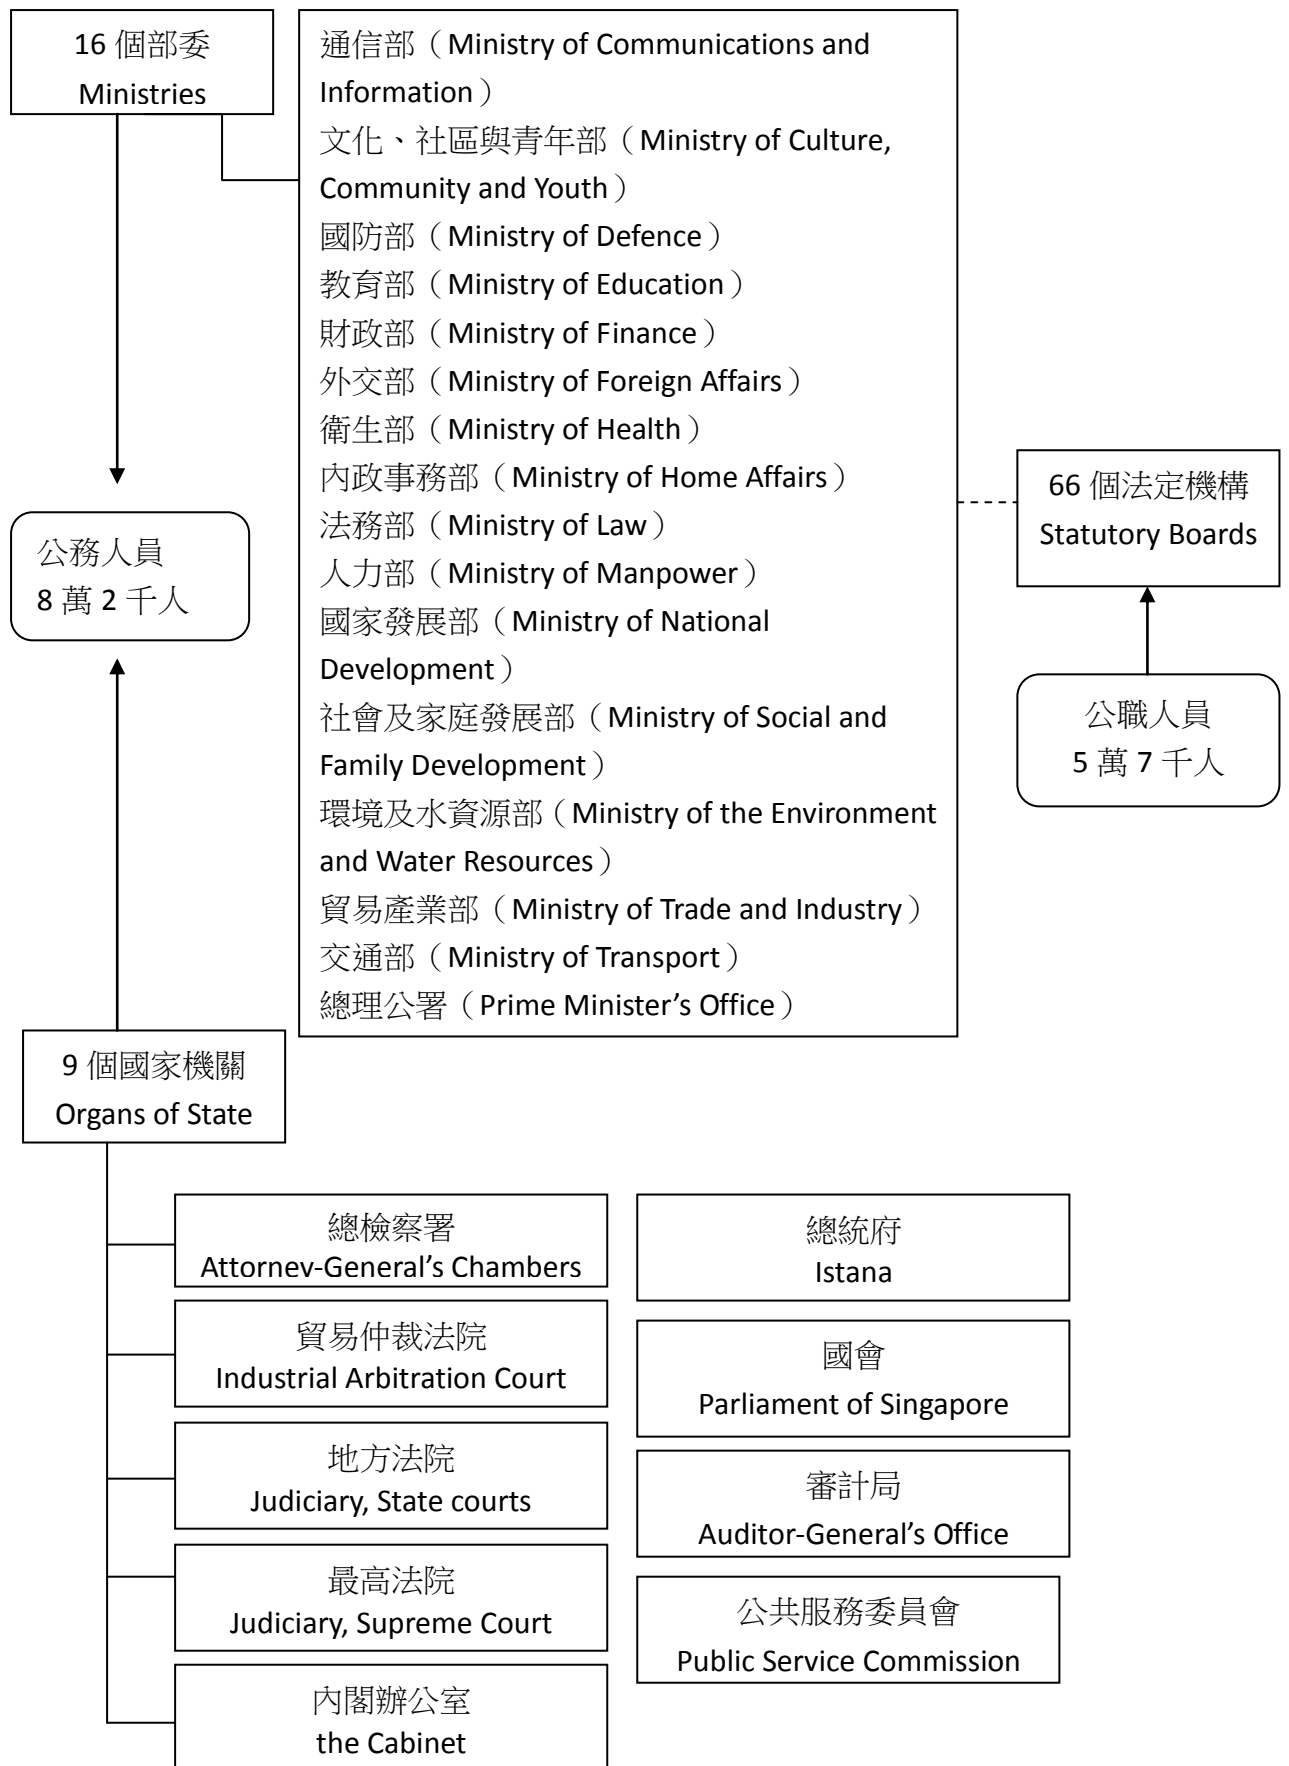 16 個部委
Ministries
通信部（Ministry of Communications and
Information）
文化、社區與青年部（Ministry of Culture,
Community and Youth）
國防部（Ministry of Defence）
教育部（Ministry of Education）
財政部（Ministry of Finance）
外交部（Ministry of Foreign Affairs）
衛生部（Ministry of Health）
內政事務部（Ministry of Home Affairs）
法務部（Ministry of Law）
人力部（Ministry of Manpower）
國家發展部（Ministry of National
Development）
社會及家庭發展部（Ministry of Social and
Family Development）
環境及水資源部（Ministry of the Environment
and Water Resources）
貿易產業部（Ministry of Trade and Industry）
交通部（Ministry of Transport）
總理公署（Prime Minister’s Office）
66 個法定機構
Statutory Boards
公務人員
8 萬 2 千人
公職人員
5 萬 7 千人
9 個國家機關
Organs of State
總檢察署
Attorney-General’s Chambers
貿易仲裁法院
Industrial Arbitration Court
地方法院
Judiciary, State courts
最高法院
Judiciary, Supreme Court
內閣辦公室
the Cabinet
總統府
Istana
國會
Parliament of Singapore
審計局
Auditor-General’s Office
公共服務委員會
Public Service Commission